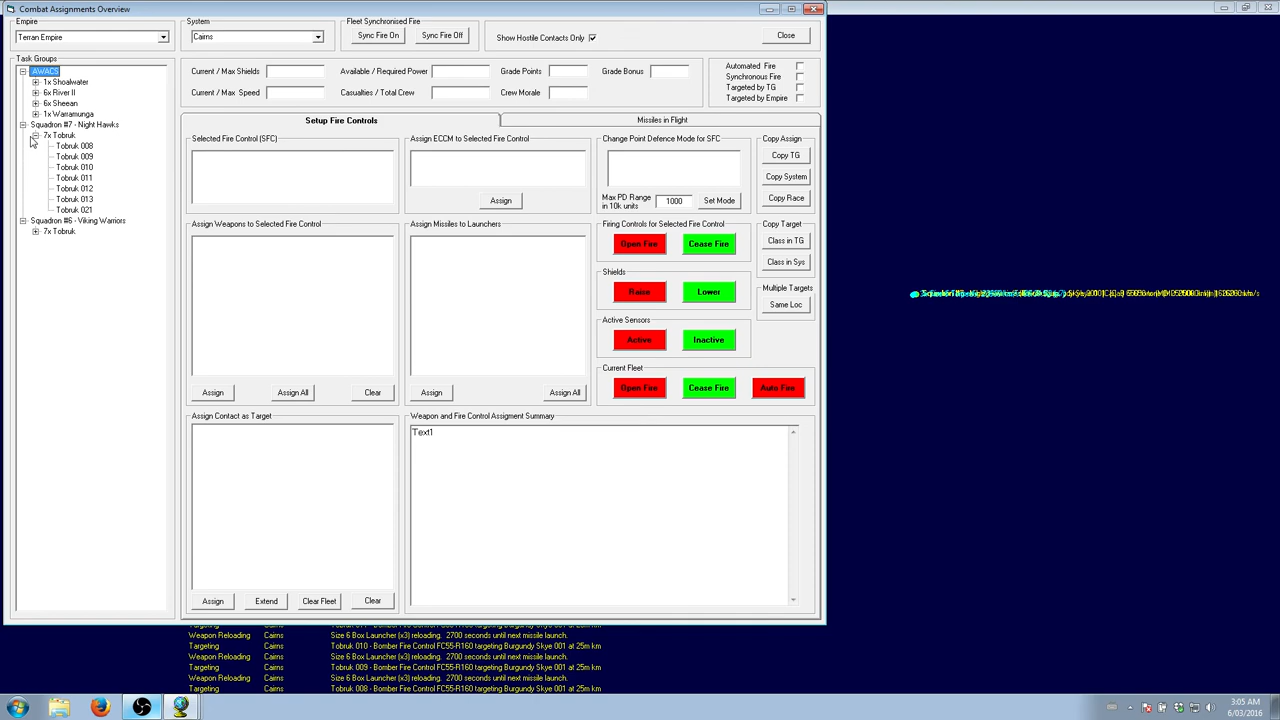 Combat Assignments Overview
Empire
System
Fleet Synchronised Fire
Terran Empire
Cairns
Sync Fire On
Sync Fire Off
Show Hostile Contacts Only
Close
Task Groups
AWACS
1x Shoalwater
6x River II
6x Sheean
1x Warramunga
Squadron #7 - Night Hawks
7x Tobruk
Tobruk 008
Tobruk 009
Tobruk 010
Tobruk 011
Tobruk 012
Tobruk 013
Tobruk 021
Squadron #6 - Viking Warriors
7x Tobruk
Current / Max Shields
Available / Required Power
Grade Points
Grade Bonus
Current / Max Speed
Casualties / Total Crew
Crew Morale
Automated Fire
Synchronous Fire
Targeted by TG
Targeted by Empire
Setup Fire Controls
Missiles in Flight
Selected Fire Control (SFC)
Assign ECCM to Selected Fire Control
Assign
Change Point Defence Mode for SFC
Max PD Range
in 10k units
1000
Set Mode
Copy Assign
Copy TG
Copy System
Copy Race
Assign Weapons to Selected Fire Control
Assign
Assign All
Clear
Assign Missiles to Launchers
Assign
Assign All
Firing Controls for Selected Fire Control
Open Fire
Cease Fire
Shields
Raise
Lower
Active Sensors
Active
Inactive
Current Fleet
Open Fire
Cease Fire
Auto Fire
Copy Target
Class in TG
Class in Sys
Multiple Targets
Same Loc
Assign Contact as Target
Assign
Extend
Clear Fleet
Clear
Weapon and Fire Control Assigment Summary
Text1
Weapon Reloading Cairns Size 6 Box Launcher (x3) reloading. 2700 seconds until next missile launch.
Targeting Cairns Tobruk 010 - Bomber Fire Control FC55-R160 targeting Burgundy Skye 001 at 25m km
Weapon Reloading Cairns Size 6 Box Launcher (x3) reloading. 2700 seconds until next missile launch.
Targeting Cairns Tobruk 009 - Bomber Fire Control FC55-R160 targeting Burgundy Skye 001 at 25m km
Weapon Reloading Cairns Size 6 Box Launcher (x3) reloading. 2700 seconds until next missile launch.
Targeting Cairns Tobruk 008 - Bomber Fire Control FC55-R160 targeting Burgundy Skye 001 at 25m km
3:05 AM
6/03/2016